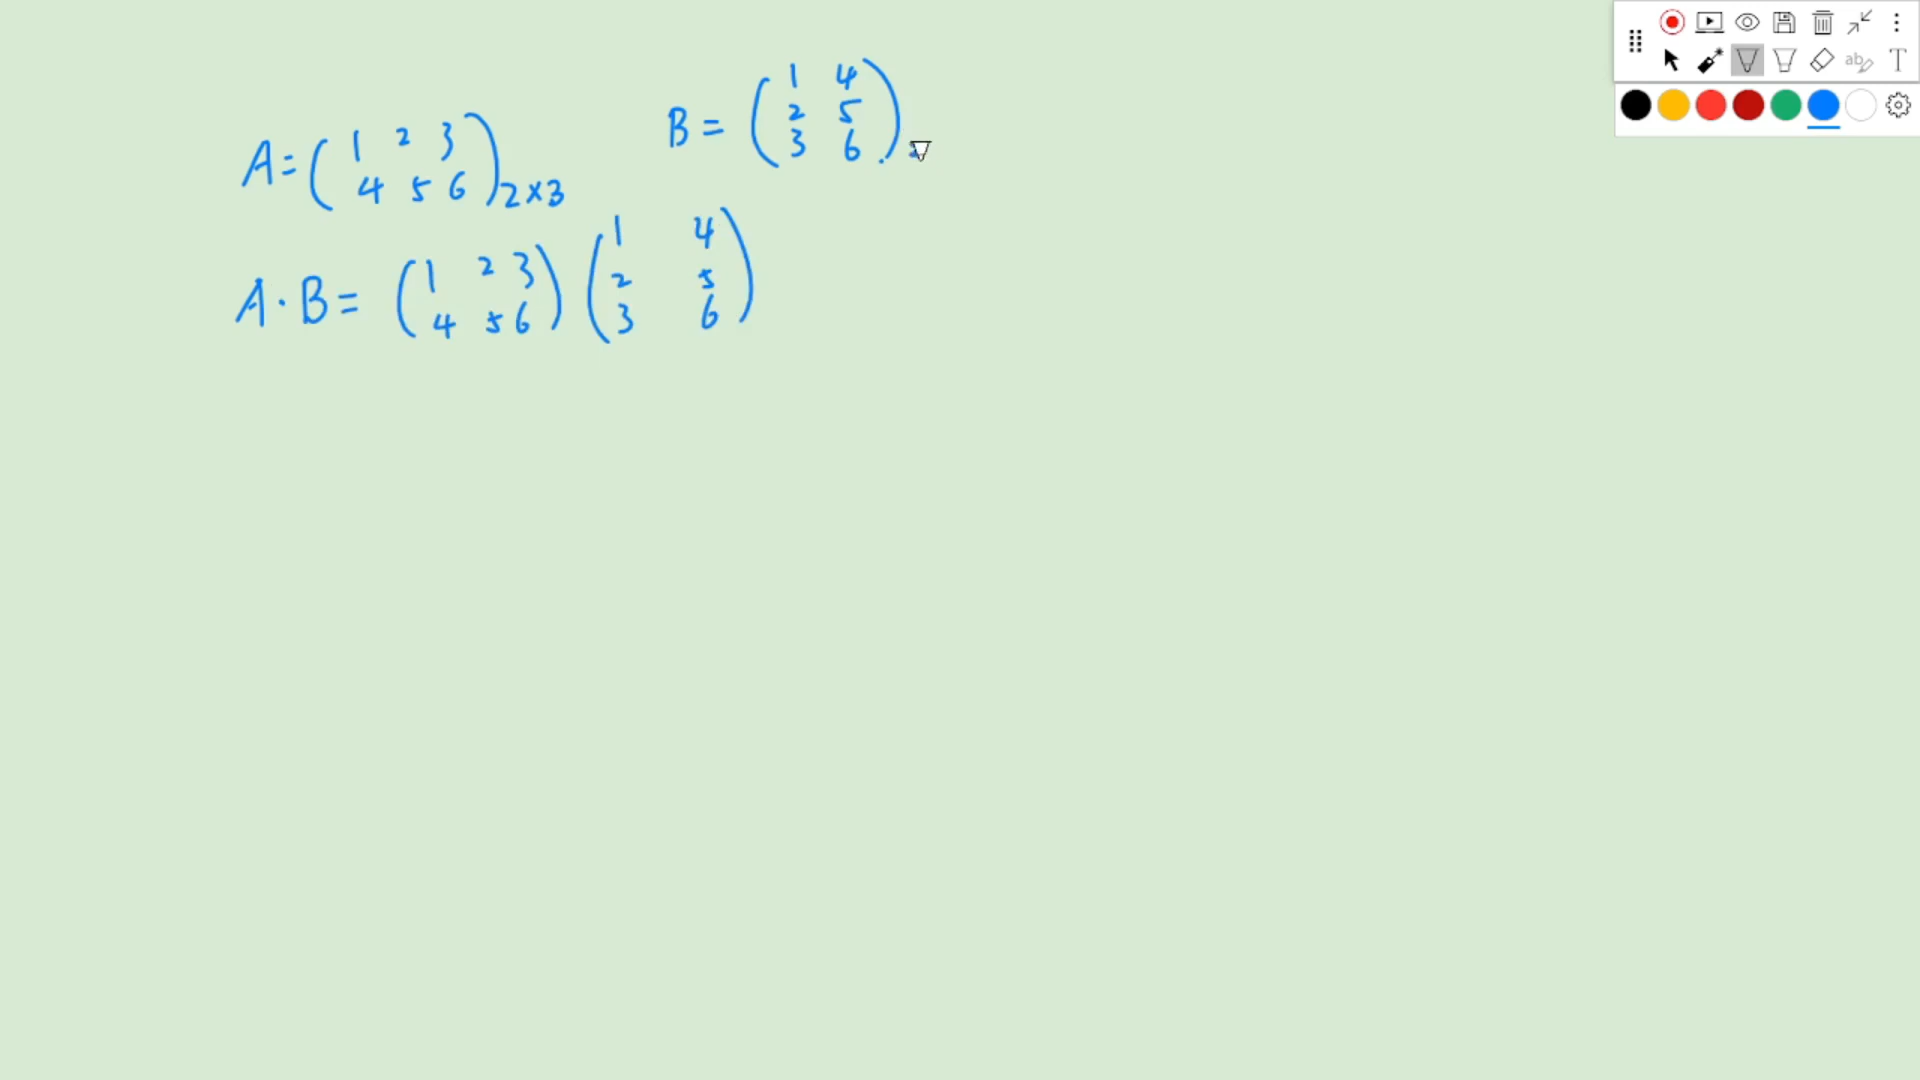 A = ( 1 2 3
4 5 6 ) 2×3
B = ( 1 4
2 5
3 6 )
A · B = ( 1 2 3
4 5 6 ) ( 1 4
2 5
3 6 )
ab
T